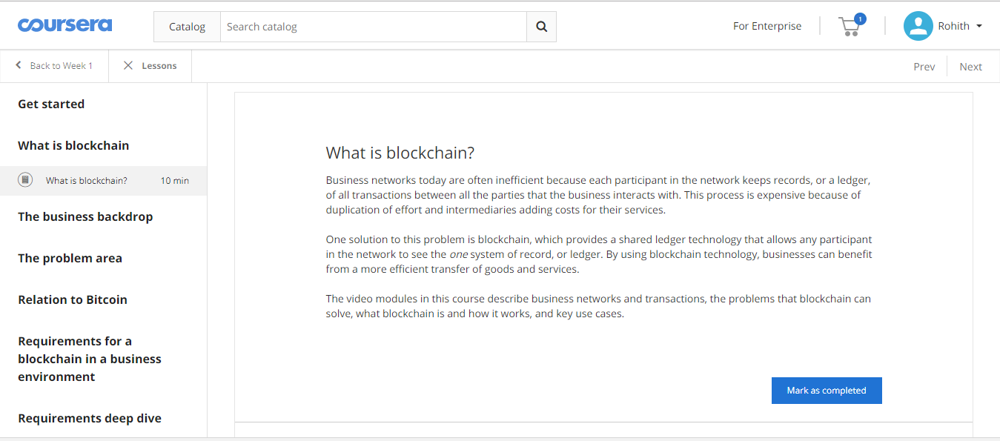 coursera
Catalog
Search catalog
For Enterprise
1
Rohith
Back to Week 1
Lessons
Prev
Next
Get started
What is blockchain
What is blockchain?
10 min
The business backdrop
The problem area
Relation to Bitcoin
Requirements for a
blockchain in a business
environment
Requirements deep dive
What is blockchain?
Business networks today are often inefficient because each participant in the network keeps records, or a ledger,
of all transactions between all the parties that the business interacts with. This process is expensive because of
duplication of effort and intermediaries adding costs for their services.
One solution to this problem is blockchain, which provides a shared ledger technology that allows any participant
in the network to see the one system of record, or ledger. By using blockchain technology, businesses can benefit
from a more efficient transfer of goods and services.
The video modules in this course describe business networks and transactions, the problems that blockchain can
solve, what blockchain is and how it works, and key use cases.
Mark as completed